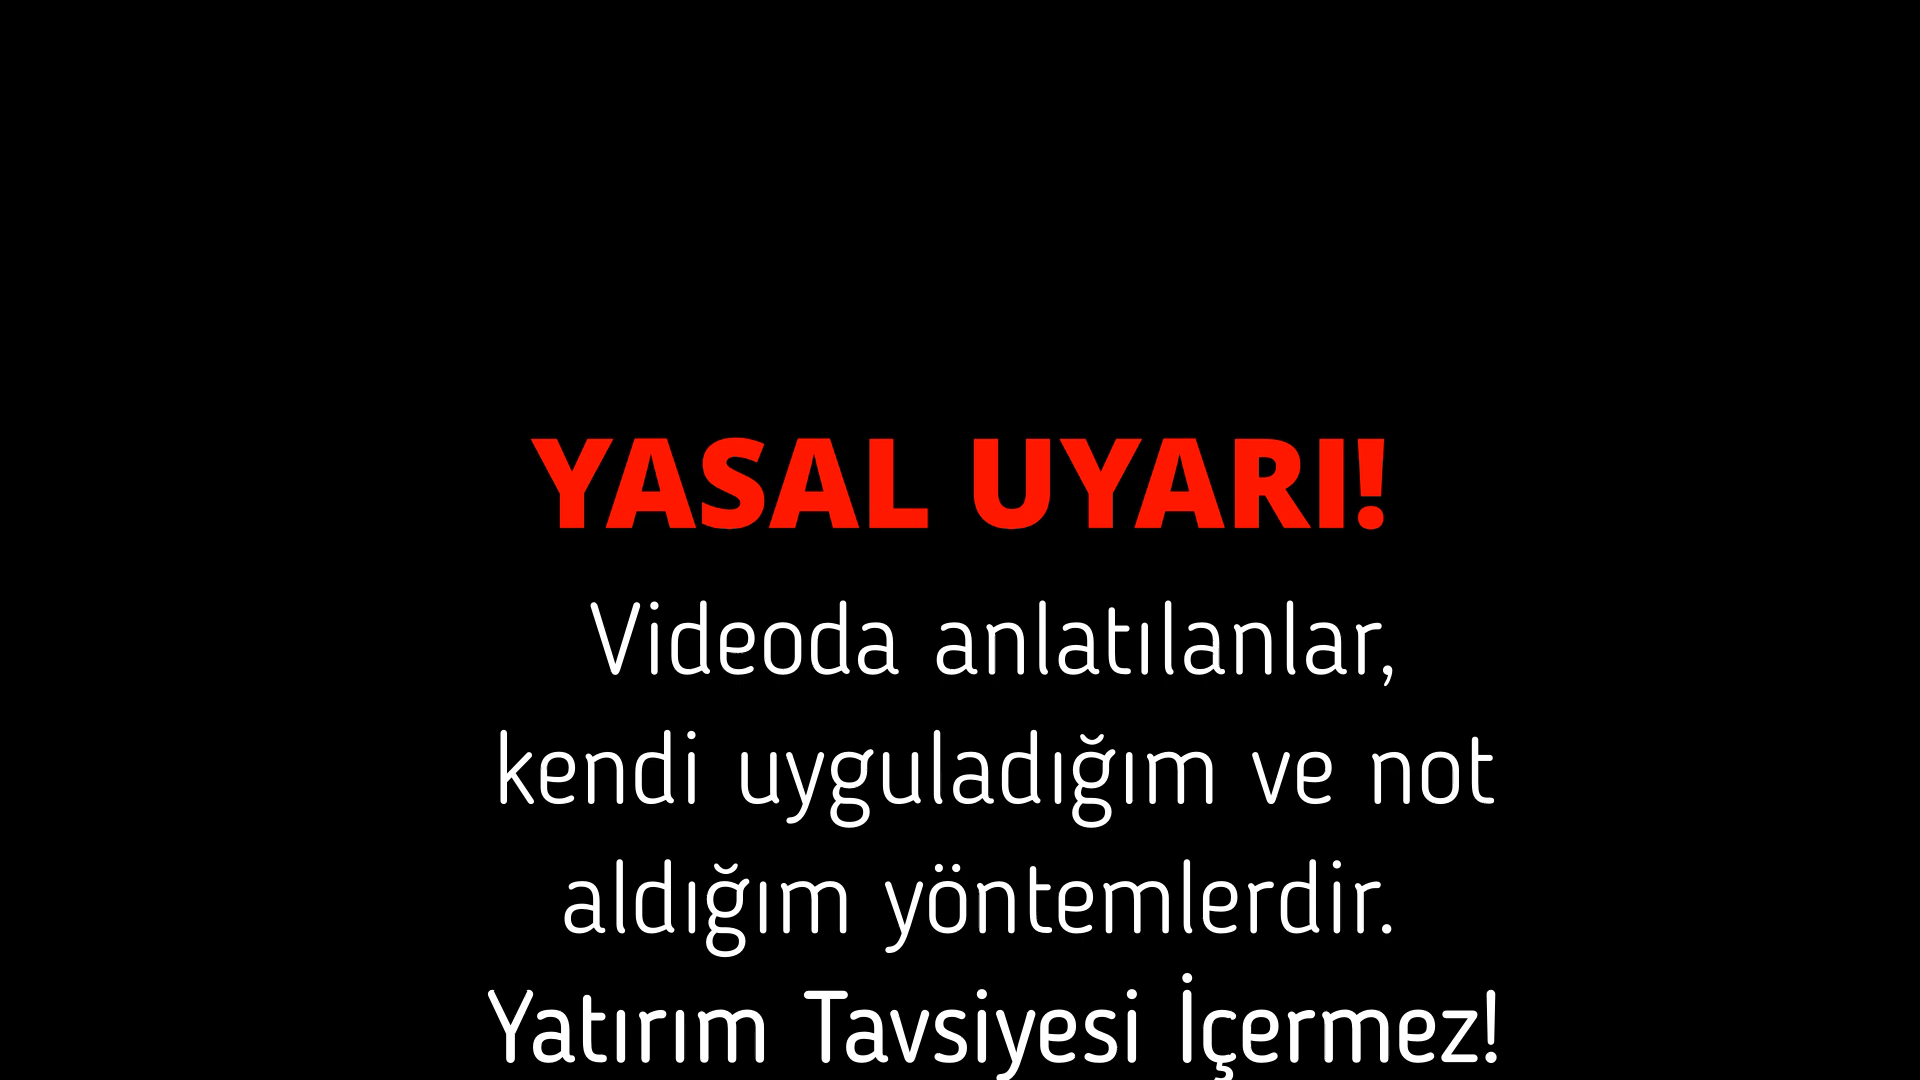 YASAL UYARI!
Videoda anlatılanlar,
kendi uyguladığım ve not
aldığım yöntemlerdir.
Yatırım Tavsiyesi İçermez!